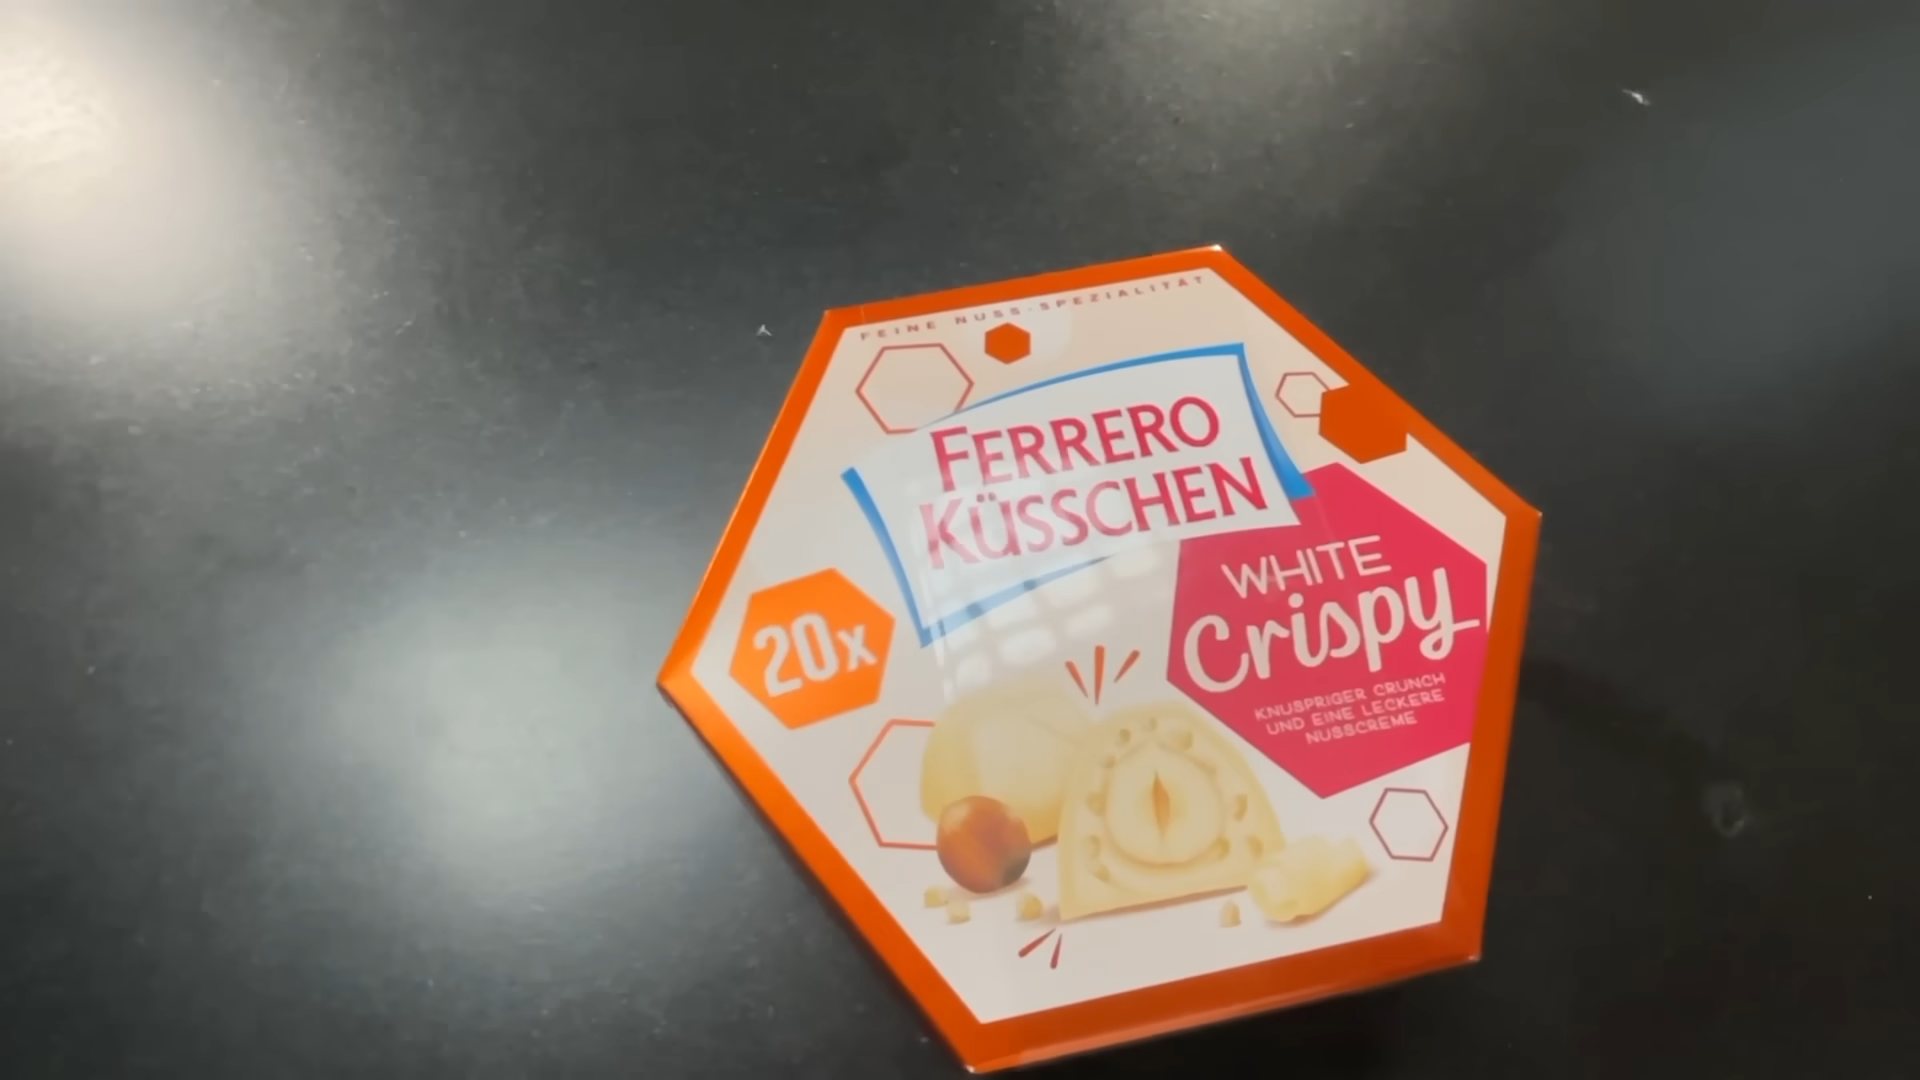 FEINE NUSS-SPEZIALITÄT
FERRERO
KÜSSCHEN
WHITE
Crispy
KNUSPRIGER CRUNCH
UND EINE LECKERE
NUSSCREME
20x